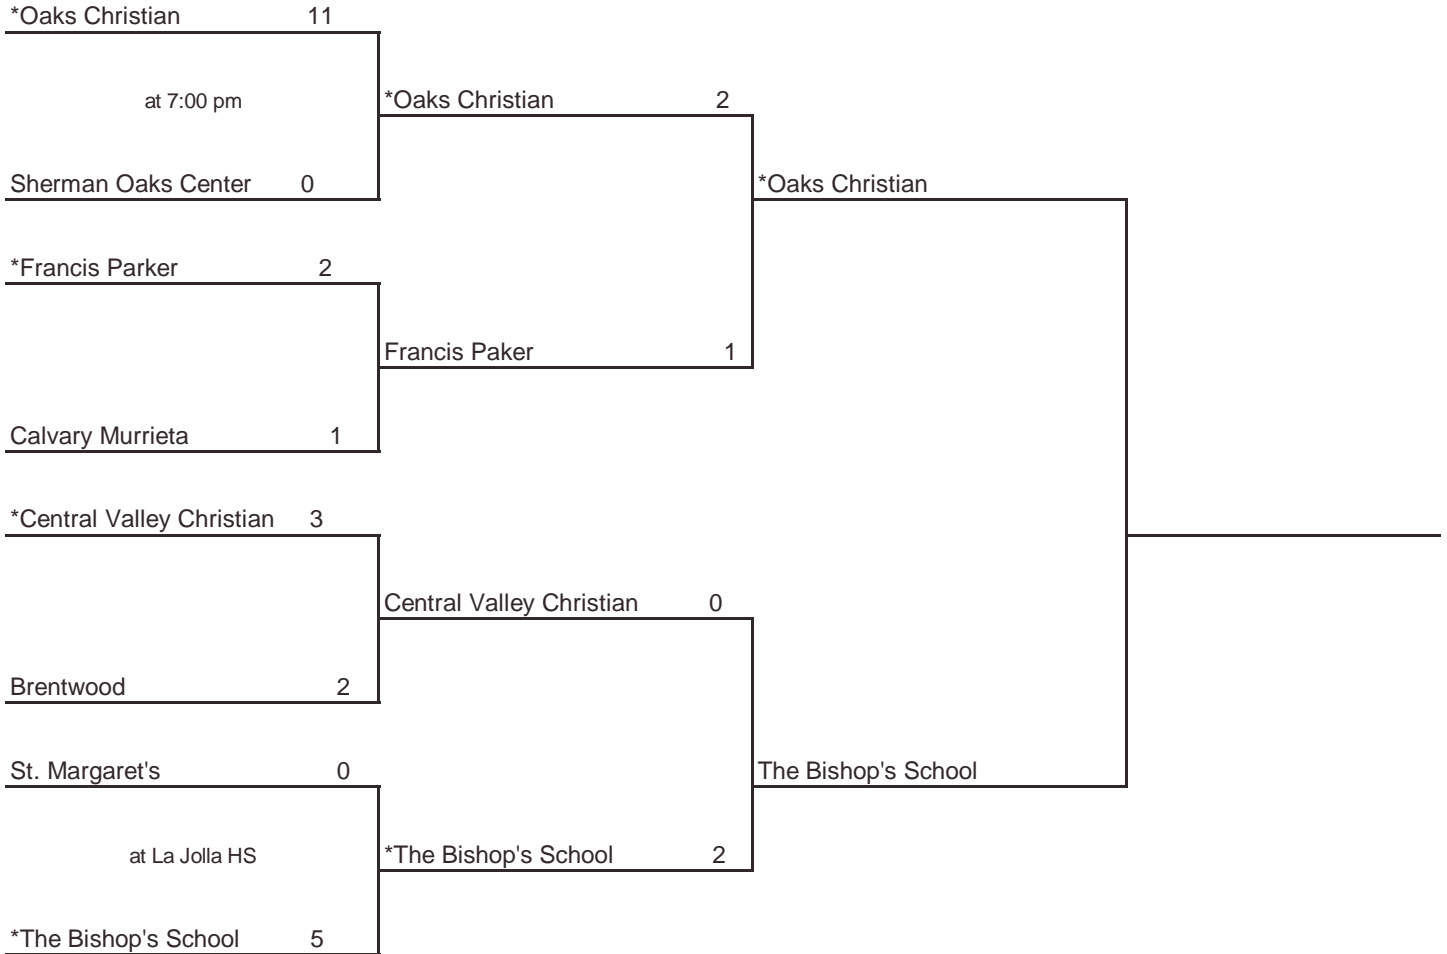 *Oaks Christian 11
at 7:00 pm
*Oaks Christian 2
Sherman Oaks Center 0
*Oaks Christian
*Francis Parker 2
Francis Paker 1
Calvary Murrieta 1
*Central Valley Christian 3
Central Valley Christian 0
Brentwood 2
St. Margaret's 0
The Bishop's School
at La Jolla HS
*The Bishop's School 2
*The Bishop's School 5